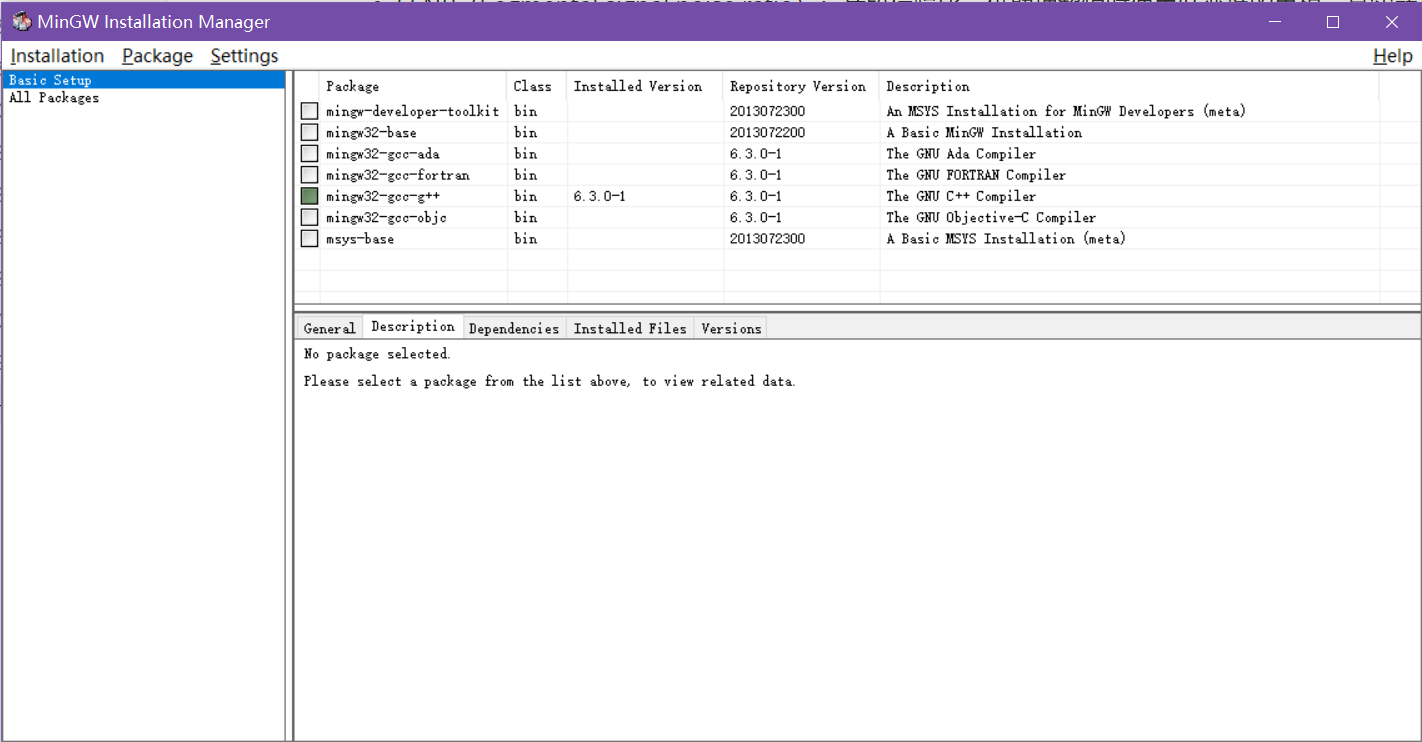 MinGW Installation Manager
Installation Package Settings Help
Basic Setup
All Packages
Package Class Installed Version Repository Version Description
mingw-developer-toolkit bin 2013072300 An MSYS Installation for MinGW Developers (meta)
mingw32-base bin 2013072200 A Basic MinGW Installation
mingw32-gcc-ada bin 6.3.0-1 The GNU Ada Compiler
mingw32-gcc-fortran bin 6.3.0-1 The GNU FORTRAN Compiler
mingw32-gcc-g++ bin 6.3.0-1 6.3.0-1 The GNU C++ Compiler
mingw32-gcc-objc bin 6.3.0-1 The GNU Objective-C Compiler
msys-base bin 2013072300 A Basic MSYS Installation (meta)
General Description Dependencies Installed Files Versions
No package selected.
Please select a package from the list above, to view related data.